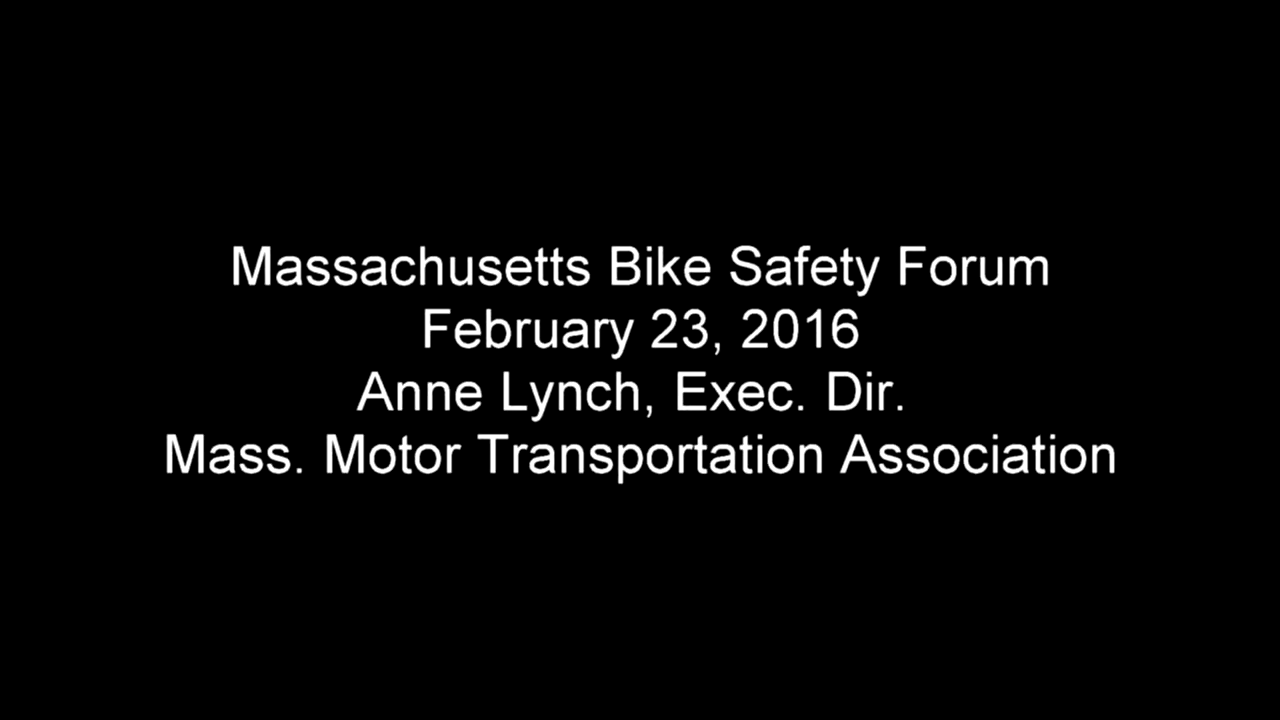 Massachusetts Bike Safety Forum
February 23, 2016
Anne Lynch, Exec. Dir.
Mass. Motor Transportation Association